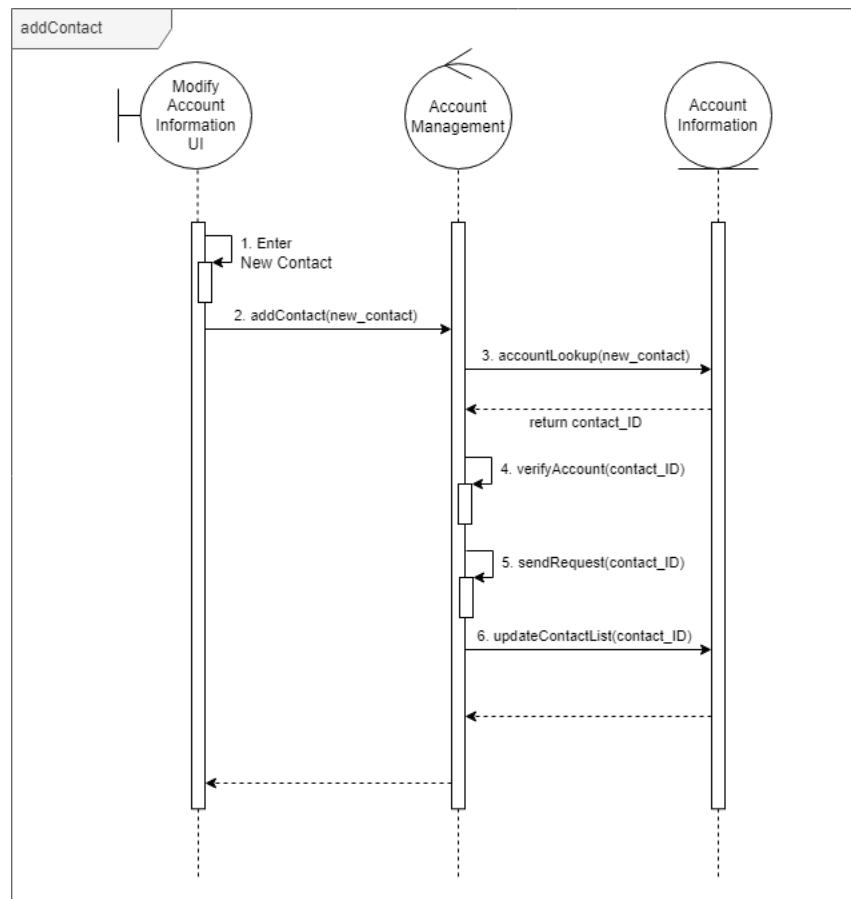 addContact
Modify
Account
Information
UI
Account
Management
Account
Information
1. Enter
New Contact
2. addContact(new_contact)
3. accountLookup(new_contact)
return contact_ID
4. verifyAccount(contact_ID)
5. sendRequest(contact_ID)
6. updateContactList(contact_ID)